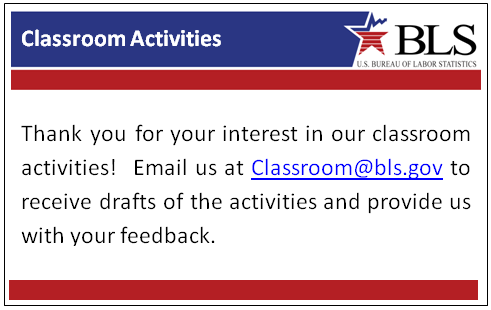 Classroom Activities
BLS
U.S. BUREAU OF LABOR STATISTICS
Thank you for your interest in our classroom
activities!  Email us at Classroom@bls.gov to
receive drafts of the activities and provide us
with your feedback.